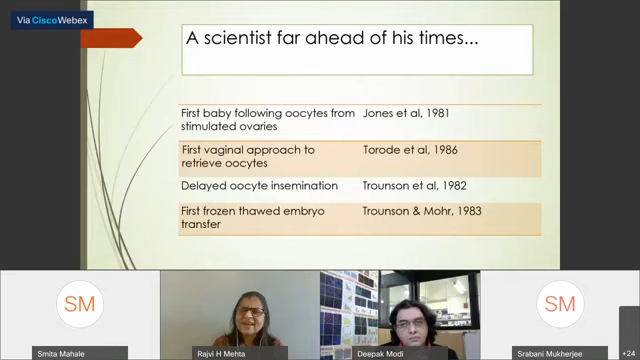 Via CiscoWebex
A scientist far ahead of his times...
First baby following oocytes from Jones et al, 1981
stimulated ovaries
First vaginal approach to Torode et al, 1986
retrieve oocytes
Delayed oocyte insemination Trounson et al, 1982
First frozen thawed embryo Trounson & Mohr, 1983
transfer
SM
SM
Smita Mahale
Rajvi H Mehta
Deepak Modi
Srabani Mukherjee
+24